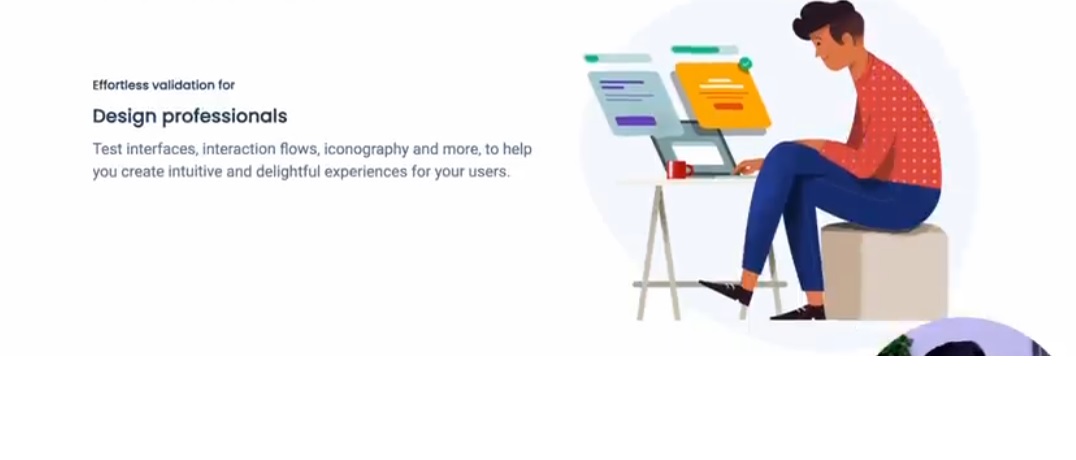 Effortless validation for
Design professionals
Test interfaces, interaction flows, iconography and more, to help
you create intuitive and delightful experiences for your users.